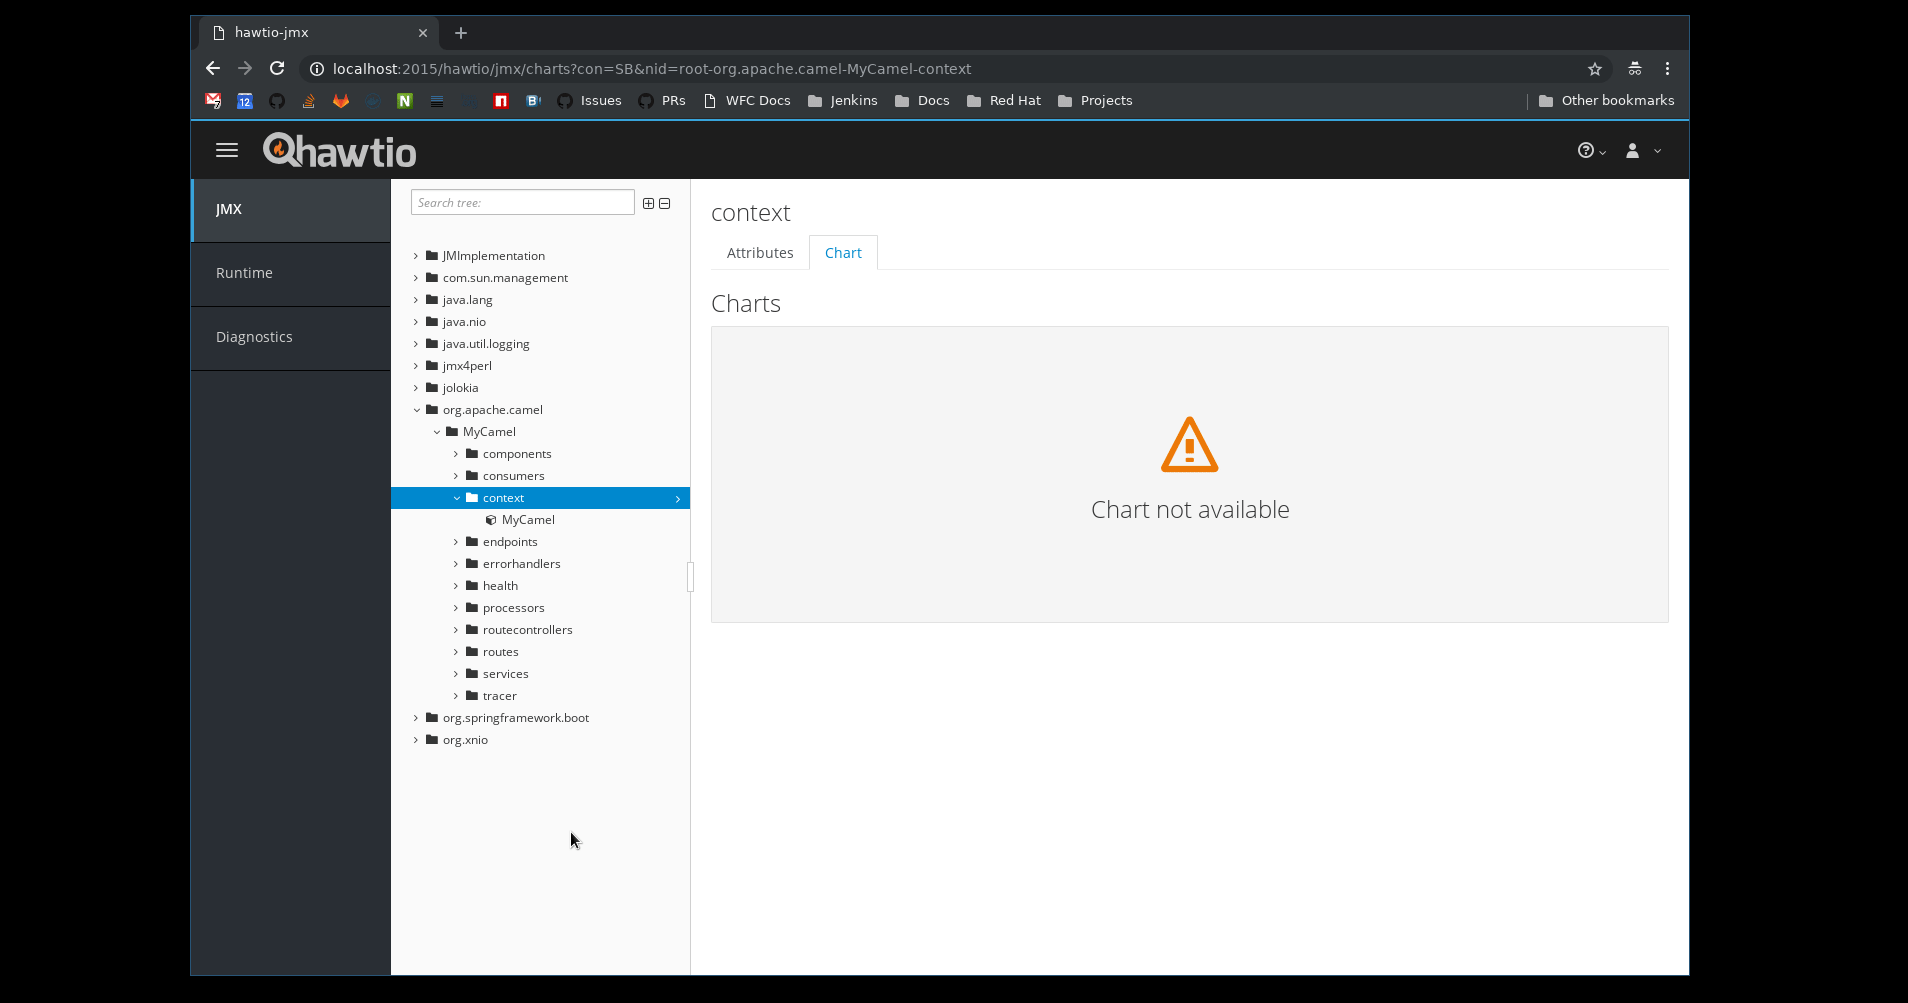 hawtio-jmx
localhost:2015/hawtio/jmx/charts?con=SB&nid=root-org.apache.camel-MyCamel-context
7 12 N B Issues PRs WFC Docs Jenkins Docs Red Hat Projects Other bookmarks
hawtio
JMX
Runtime
Diagnostics
Search tree:
JMImplementation
com.sun.management
java.lang
java.nio
java.util.logging
jmx4perl
jolokia
org.apache.camel
MyCamel
components
consumers
context
MyCamel
endpoints
errorhandlers
health
processors
routecontrollers
routes
services
tracer
org.springframework.boot
org.xnio
context
Attributes Chart
Charts
Chart not available